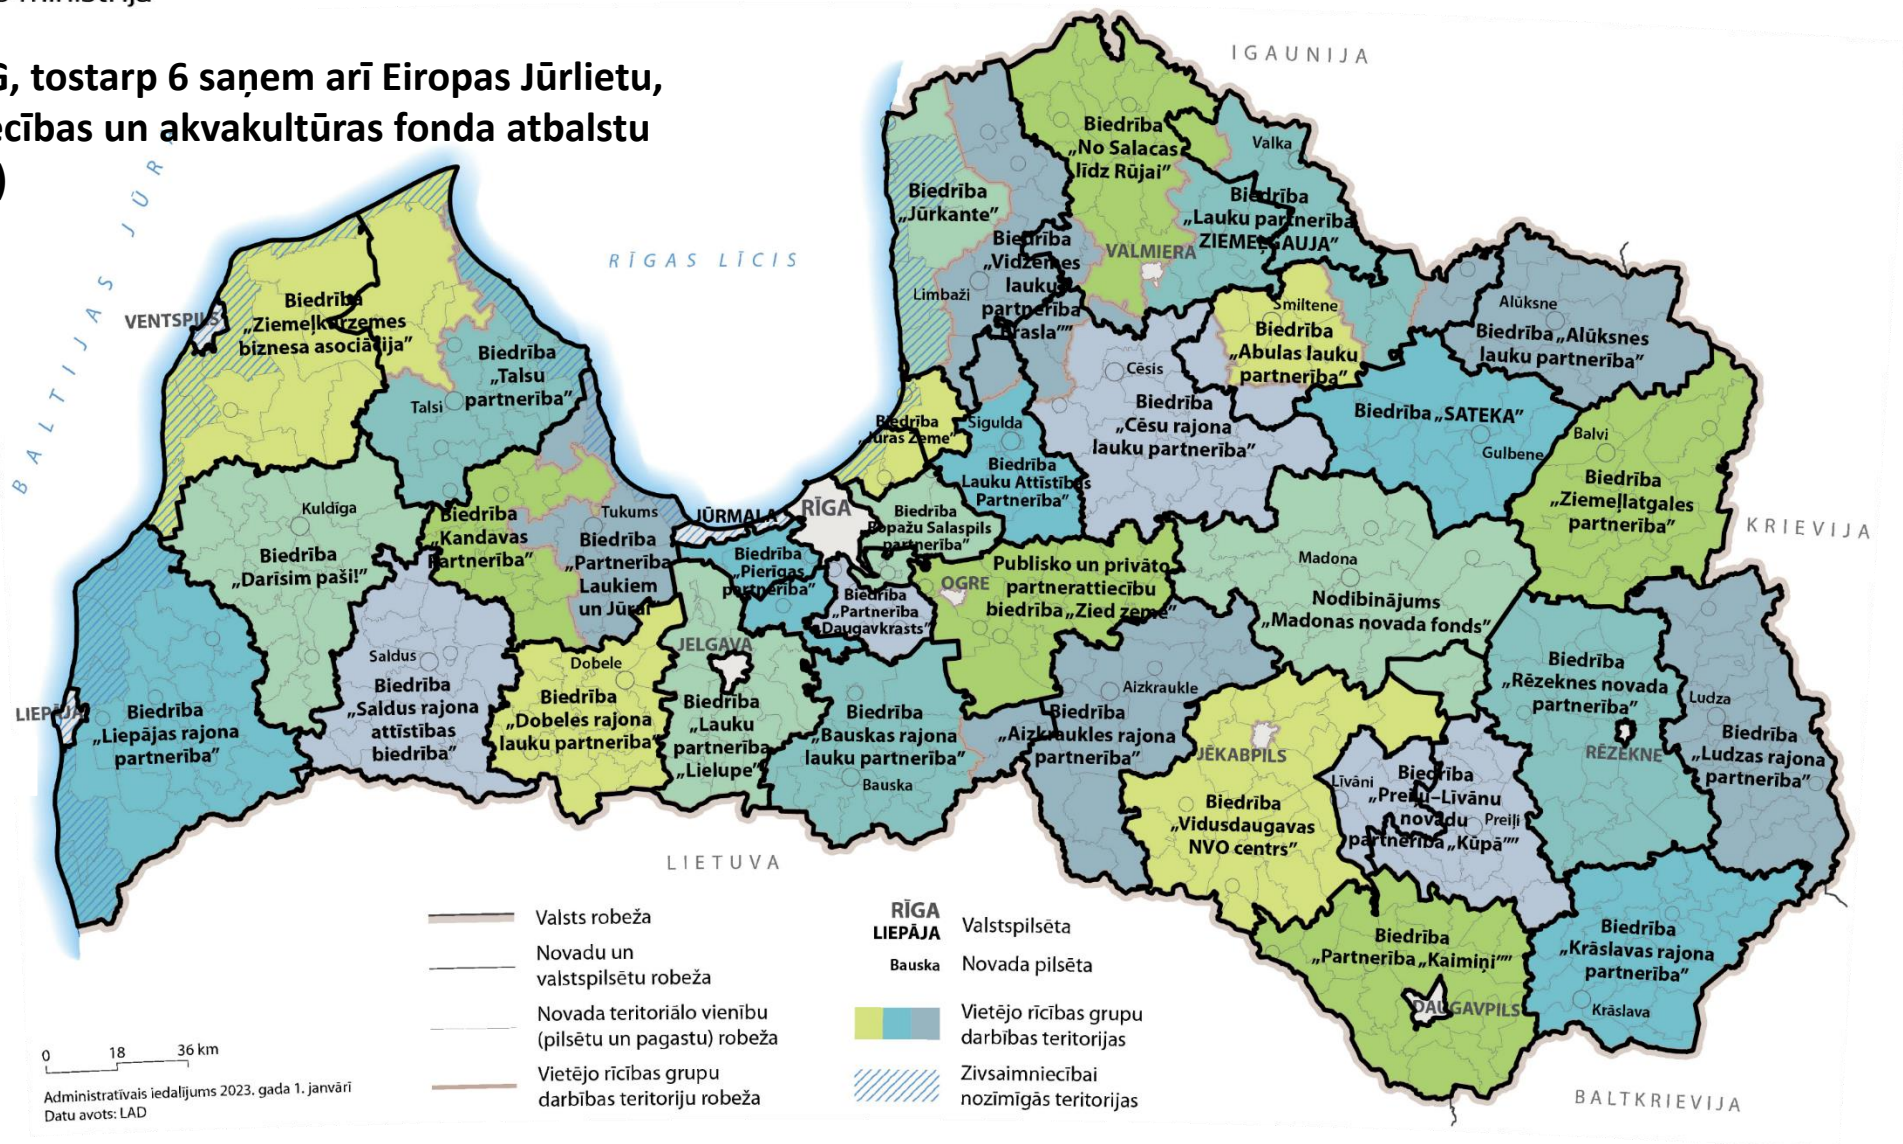 G, tostarp 6 saņem arī Eiropas Jūrlietu,
ecības un akvakultūras fonda atbalstu
)
IGAUNIJA
BALTIJAS JŪR
RĪGAS LĪCIS
KRIEVIJA
LIETUVA
BALTKRIEVIJA
Biedrība
„No Salacas
līdz Rūjai”
Valka
Biedrība
„Lauku partnerība
ZIEMEĻGAUJA”
Biedrība
„Jūrkante”
Biedrība
„Vidzemes
lauku
partnerība
Brasla””
VALMIERA
Limbaži
Smiltene
Biedrība
„Abulas lauku
partnerība”
Alūksne
Biedrība „Alūksnes
lauku partnerība”
VENTSPILS
Biedrība
„Ziemeļkurzemes
biznesa asociācija”
Biedrība
„Talsu
partnerība”
Talsi
Cēsis
Biedrība
„Cēsu rajona
lauku partnerība”
Biedrība „SATEKA”
Gulbene
Balvi
Biedrība
„Ziemeļlatgales
partnerība”
Biedrība
„Jūras Zeme”
Sigulda
Biedrība
Lauku Attīstības
Partnerība”
Kuldīga
Biedrība
„Darīsim paši!”
Biedrība
„Kandavas
Partnerība”
Tukums
Biedrība
„Partnerība
Laukiem
un Jūrai”
JŪRMALA
RĪGA
Biedrība
Ropažu Salaspils
partnerība”
Biedrība
„Pierīgas
partnerība”
Biedrība
„Partnerība
Daugavkrasts”
OGRE
Publisko un privāto
partnerattiecību
biedrība „Zied zeme”
Madona
Nodibinājums
„Madonas novada fonds”
LIEPĀJA
Biedrība
„Liepājas rajona
partnerība”
Saldus
Biedrība
„Saldus rajona
attīstības
biedrība”
Dobele
Biedrība
„Dobeles rajona
lauku partnerība”
JELGAVA
Biedrība
„Lauku
partnerība
„Lielupe”
Biedrība
„Bauskas rajona
lauku partnerība”
Bauska
Aizkraukle
Biedrība
„Aizkraukles rajona
partnerība”
JĒKABPILS
Biedrība
„Vidusdaugavas
NVO centrs”
Līvāni
Biedrība
„Preiļu–Līvānu
novadu
partnerība „Kūpā””
Preiļi
Biedrība
„Rēzeknes novada
partnerība”
RĒZEKNE
Ludza
Biedrība
„Ludzas rajona
partnerība”
Biedrība
„Partnerība „Kaimiņi””
DAUGAVPILS
Biedrība
„Krāslavas rajona
partnerība”
Krāslava
Valsts robeža
Novadu un
valstspilsētu robeža
Novada teritoriālo vienību
(pilsētu un pagastu) robeža
Vietējo rīcības grupu
darbības teritoriju robeža
RĪGA
LIEPĀJA
Valstspilsēta
Bauska
Novada pilsēta
Vietējo rīcības grupu
darbības teritorijas
Zivsaimniecībai
nozīmīgās teritorijas
0 18 36 km
Administratīvais iedalījums 2023. gada 1. janvārī
Datu avots: LAD